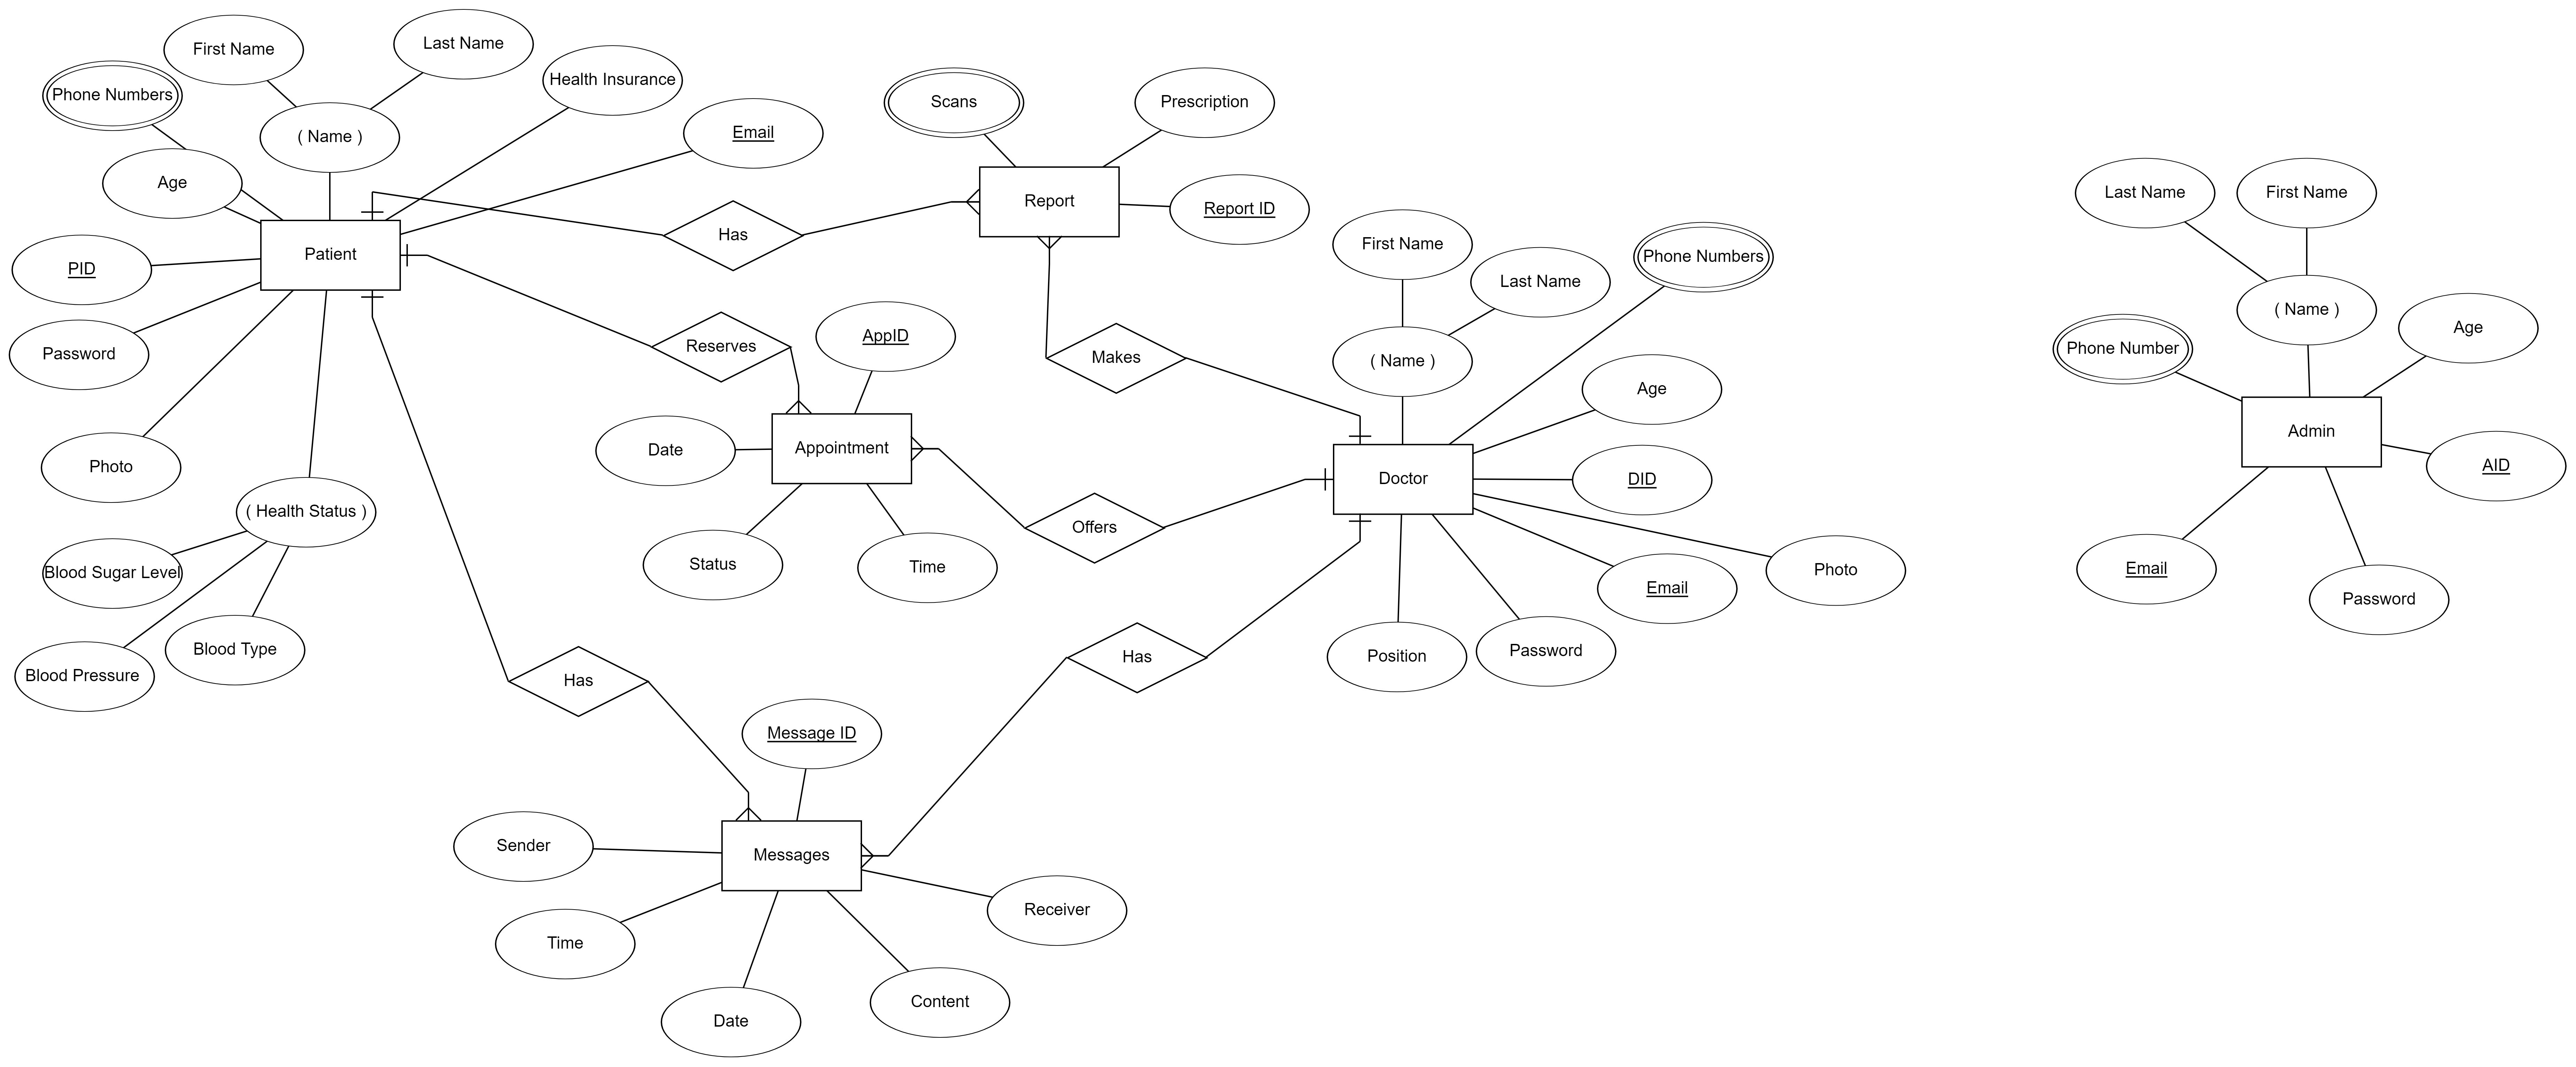 First Name
Last Name
Health Insurance
Phone Numbers
( Name )
Email
Age
Patient
PID
Password
Photo
( Health Status )
Blood Sugar Level
Blood Pressure
Blood Type
Has
Reserves
Has
Scans
Prescription
Report
Report ID
Makes
AppID
Date
Appointment
Status
Time
Offers
First Name
Last Name
Phone Numbers
( Name )
Age
Doctor
DID
Email
Photo
Position
Password
Has
Message ID
Sender
Messages
Time
Receiver
Date
Content
Last Name
First Name
( Name )
Phone Number
Age
Admin
AID
Email
Password